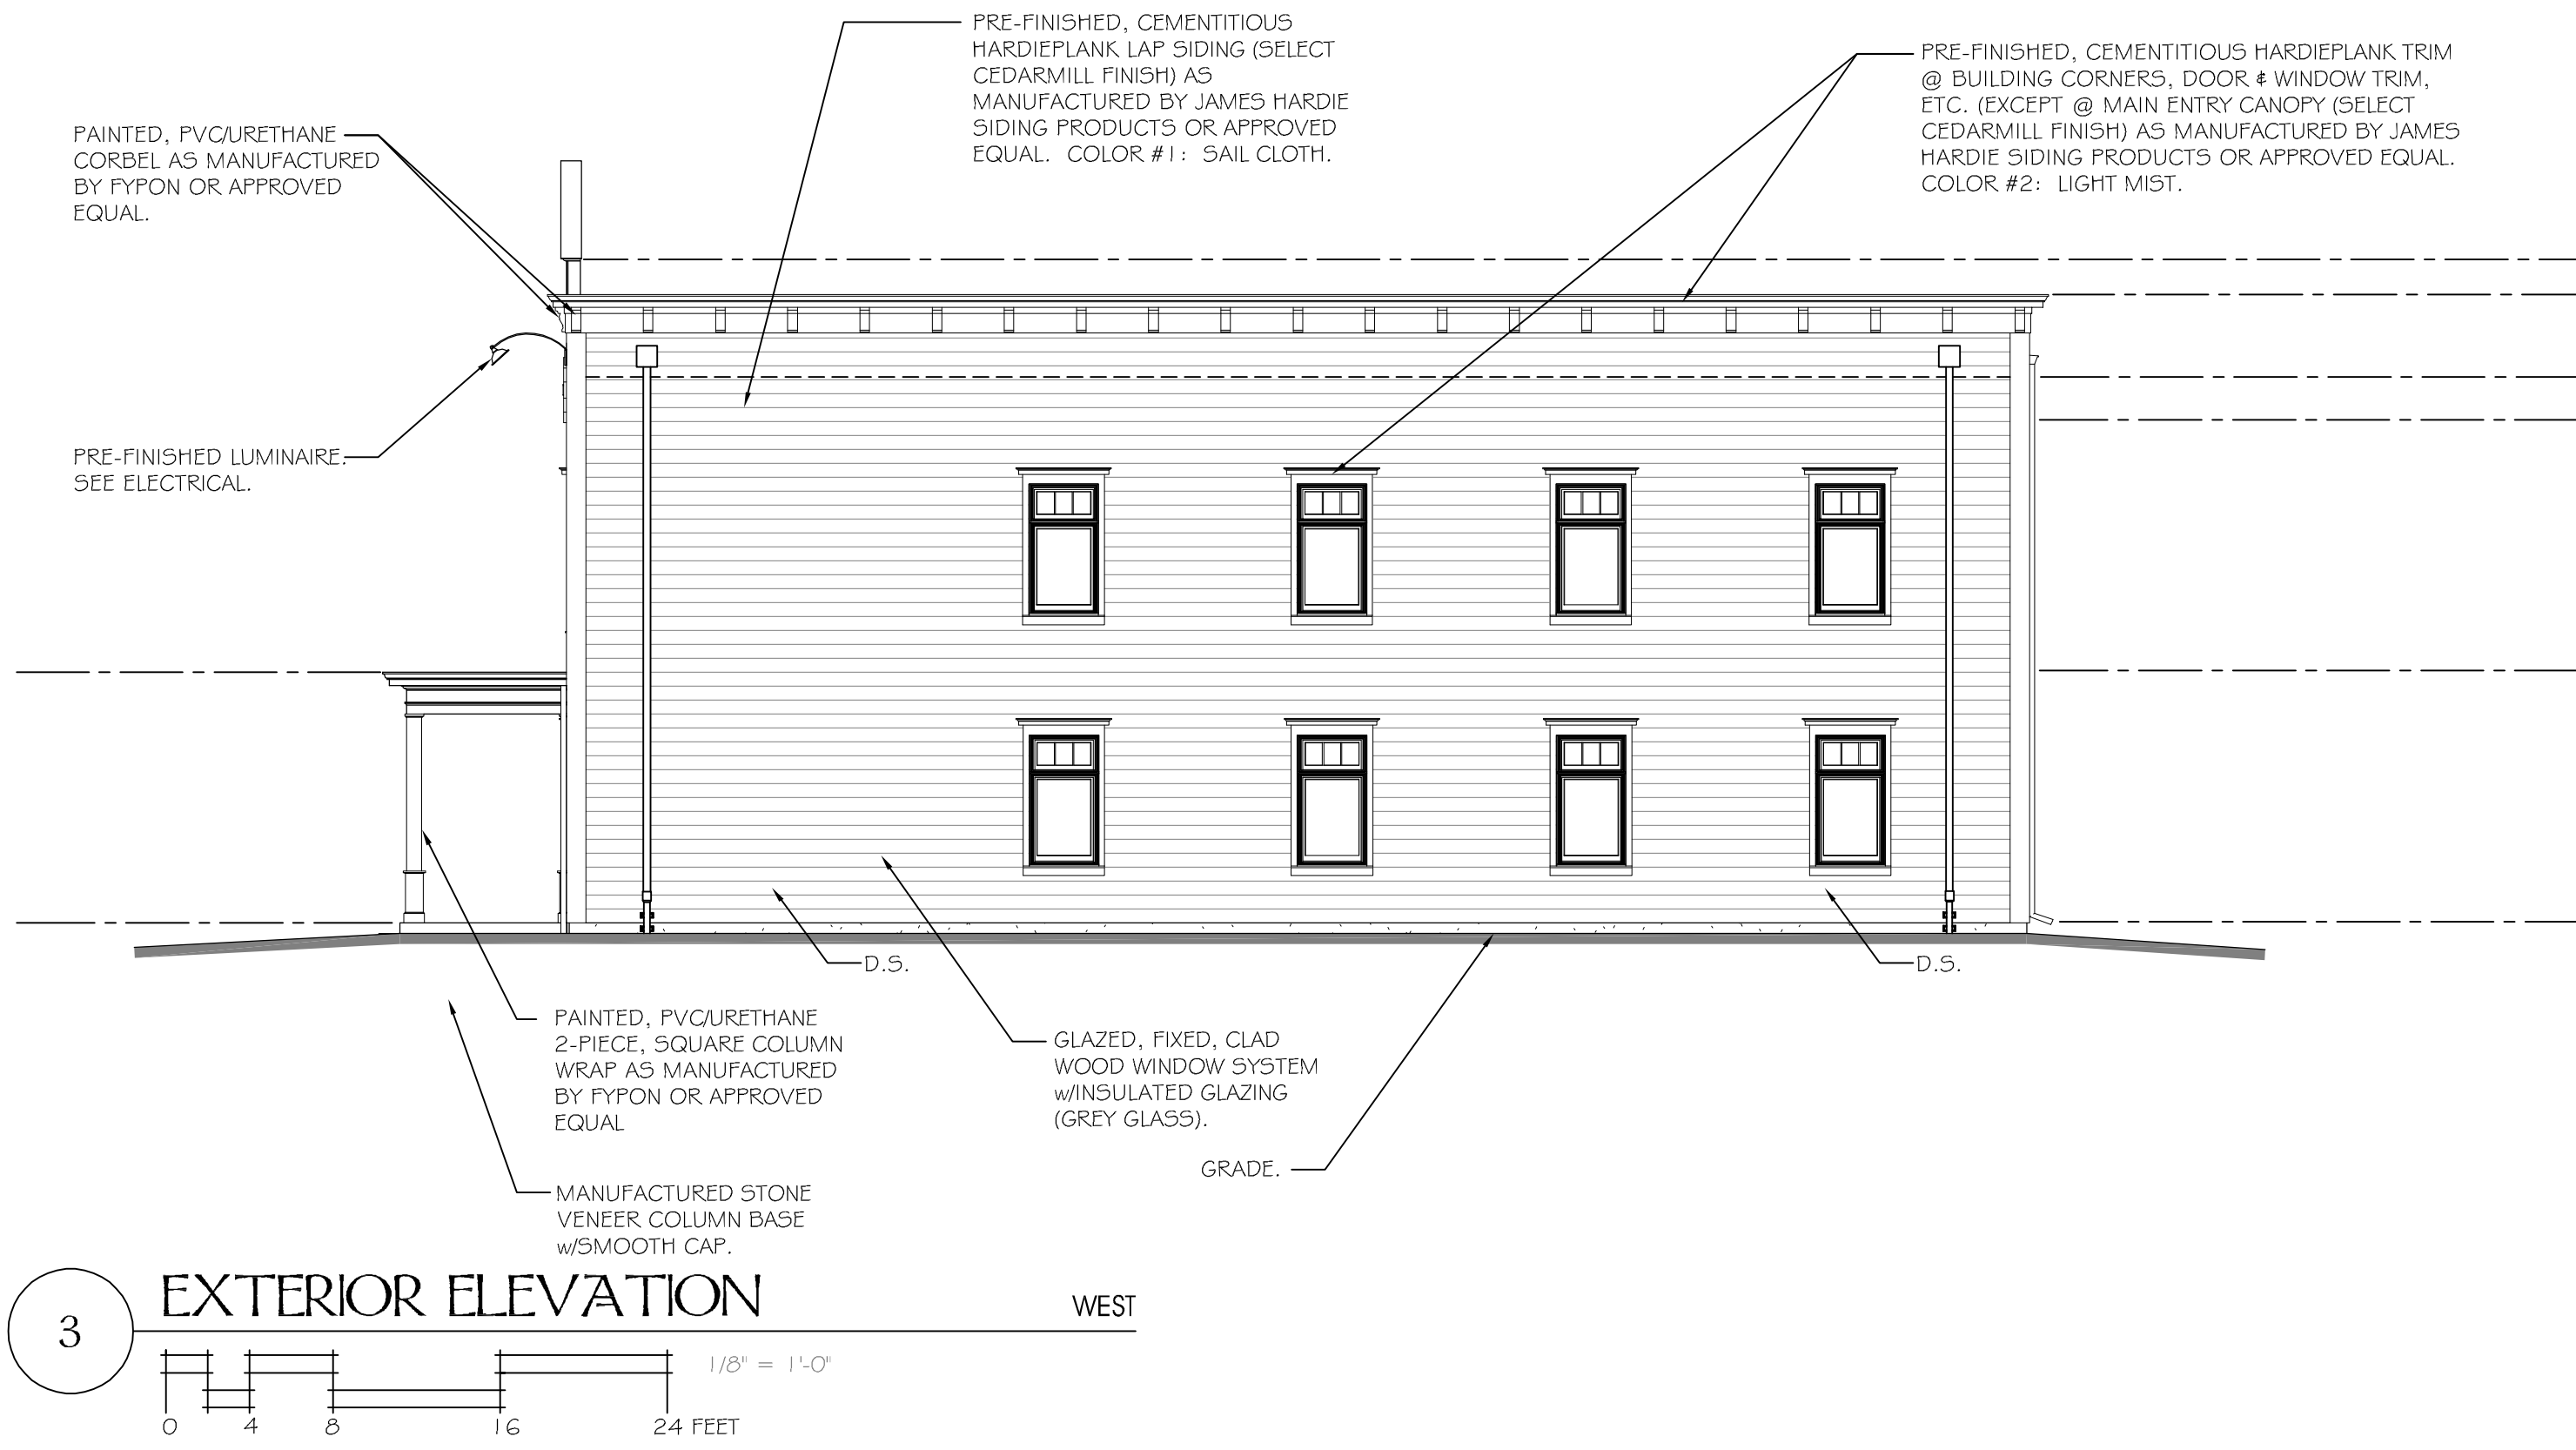 PRE-FINISHED, CEMENTITIOUS
HARDIEPLANK LAP SIDING (SELECT
CEDARMILL FINISH) AS
MANUFACTURED BY JAMES HARDIE
SIDING PRODUCTS OR APPROVED
EQUAL. COLOR #1: SAIL CLOTH.
PRE-FINISHED, CEMENTITIOUS HARDIEPLANK TRIM
@ BUILDING CORNERS, DOOR & WINDOW TRIM,
ETC. (EXCEPT @ MAIN ENTRY CANOPY (SELECT
CEDARMILL FINISH) AS MANUFACTURED BY JAMES
HARDIE SIDING PRODUCTS OR APPROVED EQUAL.
COLOR #2: LIGHT MIST.
PAINTED, PVC/URETHANE
CORBEL AS MANUFACTURED
BY FYPON OR APPROVED
EQUAL.
PRE-FINISHED LUMINAIRE.
SEE ELECTRICAL.
D.S.
D.S.
PAINTED, PVC/URETHANE
2-PIECE, SQUARE COLUMN
WRAP AS MANUFACTURED
BY FYPON OR APPROVED
EQUAL
GLAZED, FIXED, CLAD
WOOD WINDOW SYSTEM
w/INSULATED GLAZING
(GREY GLASS).
GRADE.
MANUFACTURED STONE
VENEER COLUMN BASE
w/SMOOTH CAP.
3
EXTERIOR ELEVATION
WEST
1/8" = 1'-0"
0 4 8 16 24 FEET